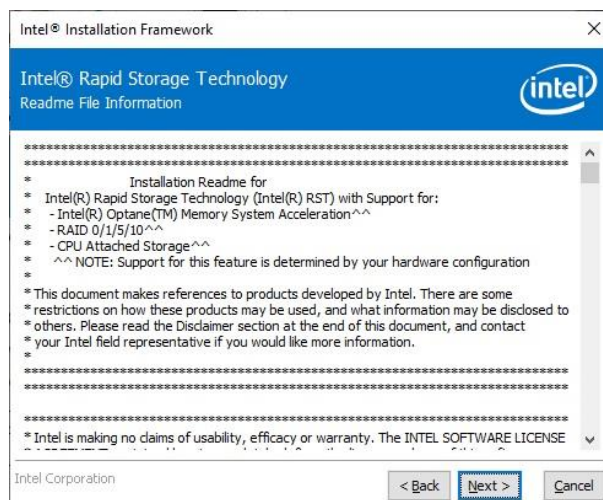 Intel® Installation Framework
Intel® Rapid Storage Technology
Readme File Information
intel
******************************************************************************
******************************************************************************
* Installation Readme for
* Intel(R) Rapid Storage Technology (Intel(R) RST) with Support for:
* - Intel(R) Optane(TM) Memory System Acceleration^^
* - RAID 0/1/5/10^^
* - CPU Attached Storage^^
* ^^ NOTE: Support for this feature is determined by your hardware configuration
*
* This document makes references to products developed by Intel. There are some
* restrictions on how these products may be used, and what information may be disclosed to
* others. Please read the Disclaimer section at the end of this document, and contact
* your Intel field representative if you would like more information.
*
******************************************************************************
******************************************************************************
******************************************************************************
* Intel is making no claims of usability, efficacy or warranty. The INTEL SOFTWARE LICENSE
Intel Corporation
< Back
Next >
Cancel